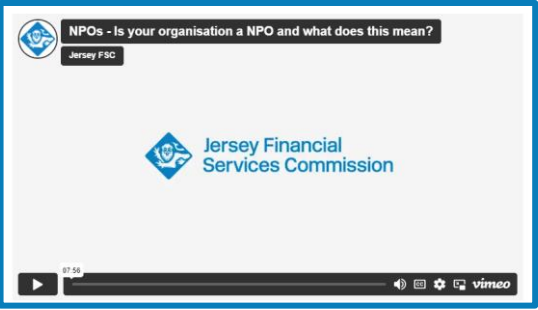 NPOs - Is your organisation a NPO and what does this mean?
Jersey FSC
Jersey Financial
Services Commission
07:56
CC
vimeo